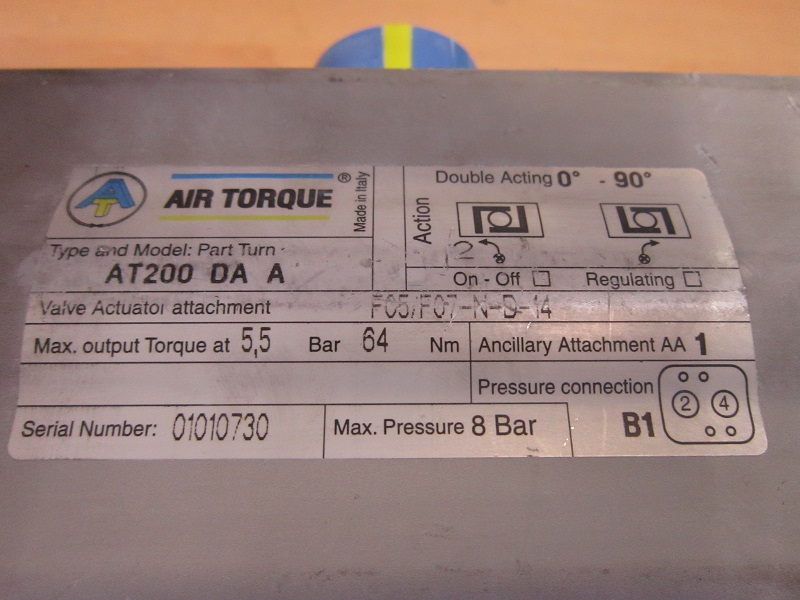 AT
AIR TORQUE ®
Made in Italy
Type and Model: Part Turn
AT200 DA A
Action
Double Acting 0° - 90°
2
On - Off
Regulating
Valve Actuator attachment F05/F07-N-D-14
Max. output Torque at 5,5 Bar 64 Nm
Ancillary Attachment AA 1
Pressure connection
B1
2 4
Serial Number: 01010730
Max. Pressure 8 Bar